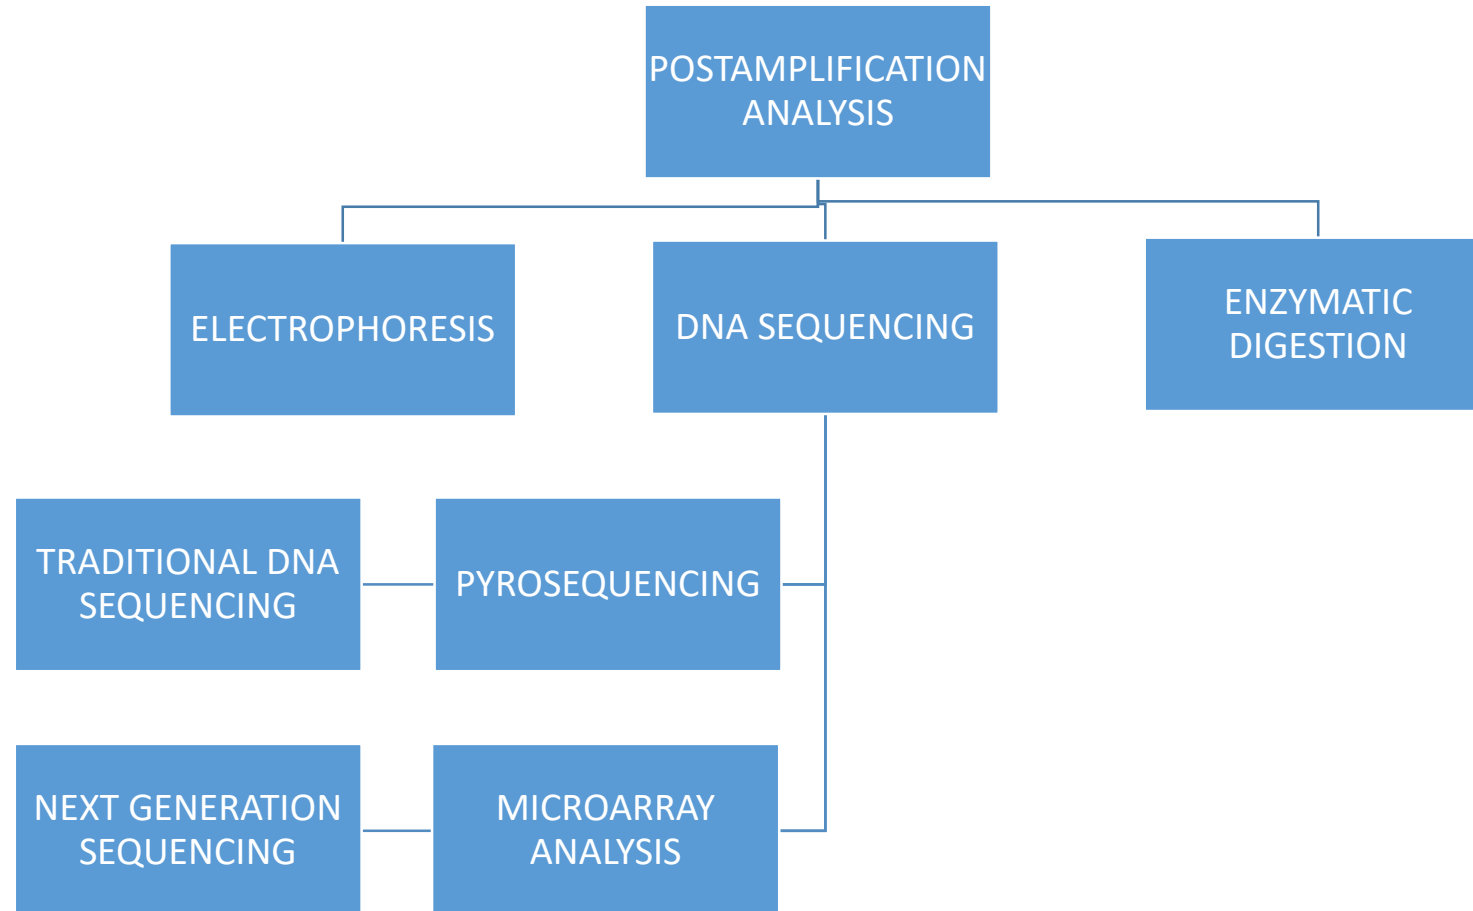 POSTAMPLIFICATION
ANALYSIS
ELECTROPHORESIS
DNA SEQUENCING
ENZYMATIC
DIGESTION
TRADITIONAL DNA
SEQUENCING
PYROSEQUENCING
NEXT GENERATION
SEQUENCING
MICROARRAY
ANALYSIS